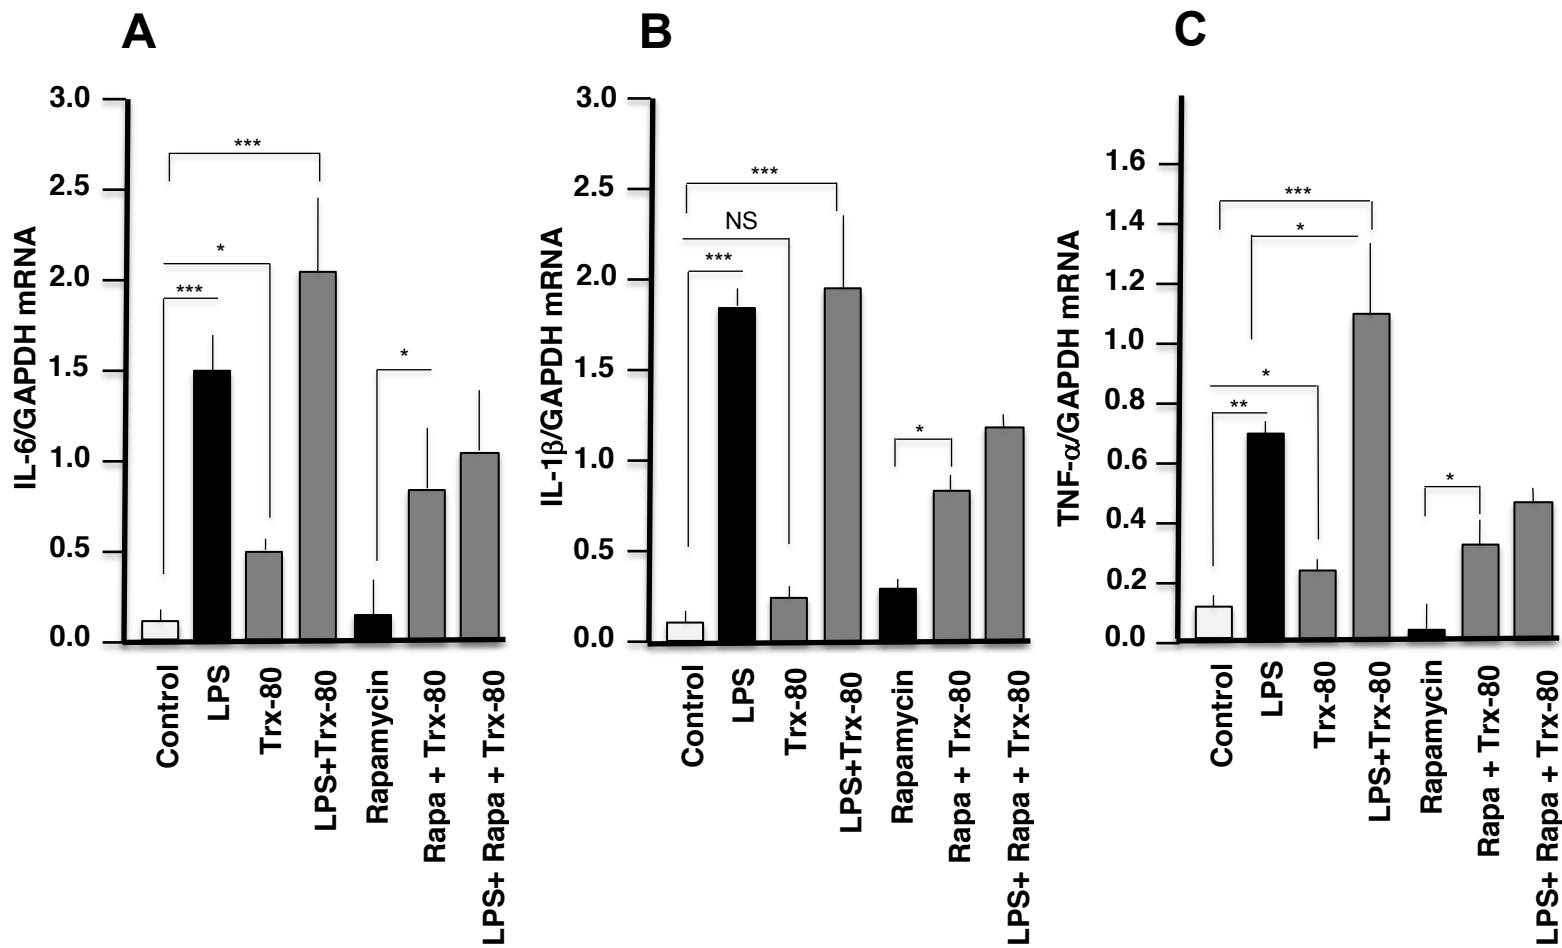 A
IL-6/GAPDH mRNA
3.0
2.5
2.0
1.5
1.0
0.5
0.0
***
*
***
*
Control
LPS
Trx-80
LPS+Trx-80
Rapamycin
Rapa + Trx-80
LPS+ Rapa + Trx-80
B
IL-1β/GAPDH mRNA
3.0
2.5
2.0
1.5
1.0
0.5
0.0
***
NS
***
*
Control
LPS
Trx-80
LPS+Trx-80
Rapamycin
Rapa + Trx-80
LPS+ Rapa + Trx-80
C
TNF-α/GAPDH mRNA
1.6
1.4
1.2
1.0
0.8
0.6
0.4
0.2
0.0
***
*
*
**
*
Control
LPS
Trx-80
LPS+Trx-80
Rapamycin
Rapa + Trx-80
LPS+ Rapa + Trx-80